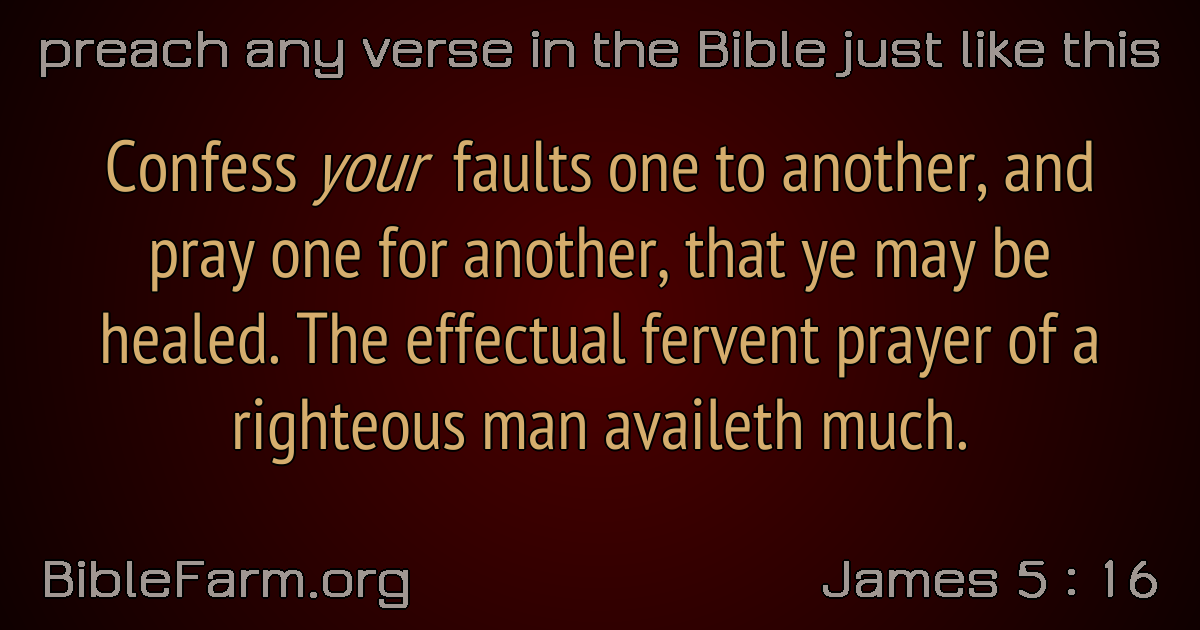 preach any verse in the Bible just like this
Confess your faults one to another, and
pray one for another, that ye may be
healed. The effectual fervent prayer of a
righteous man availeth much.
BibleFarm.org
James 5 : 16